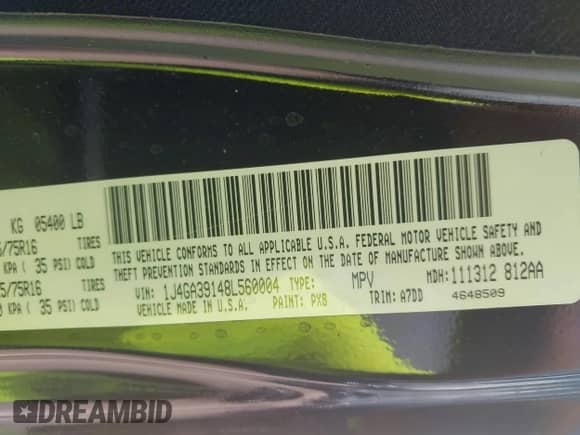 KG 05400 LB
/75R16 TIRES
KPA ( 35 PSI) COLD
5/75R16 TIRES
KPA ( 35 PSI) COLD
THIS VEHICLE CONFORMS TO ALL APPLICABLE U.S.A. FEDERAL MOTOR VEHICLE SAFETY AND
THEFT PREVENTION STANDARDS IN EFFECT ON THE DATE OF MANUFACTURE SHOWN ABOVE.
VIN: 1J4GA39148L560004 TYPE: MPV MDH: 111312 812AA
VEHICLE MADE IN U.S.A. PAINT: PX8 TRIM: A7DD 4648509
DREAMBID